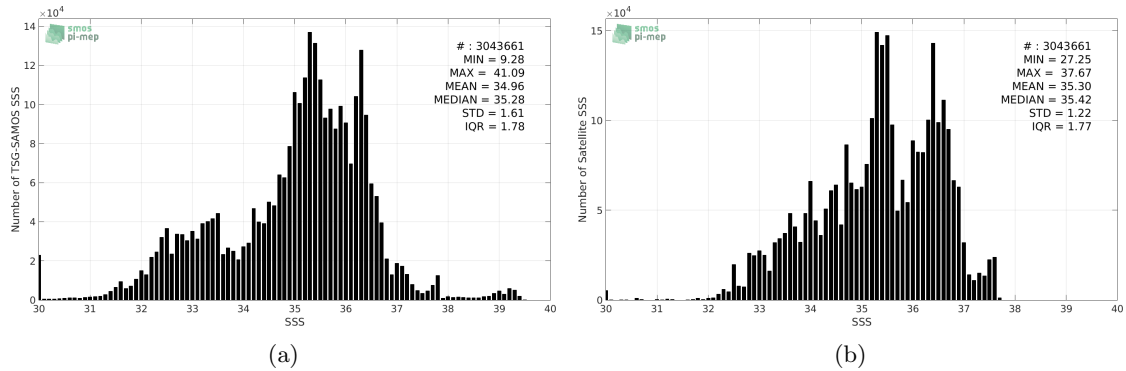 ×10⁴
smos
pi-mep
# : 3043661
MIN = 9.28
MAX = 41.09
MEAN = 34.96
MEDIAN = 35.28
STD = 1.61
IQR = 1.78
Number of TSG-SAMOS SSS
14
12
10
8
6
4
2
0
30 31 32 33 34 35 36 37 38 39 40
SSS
(a)
×10⁴
smos
pi-mep
# : 3043661
MIN = 27.25
MAX = 37.67
MEAN = 35.30
MEDIAN = 35.42
STD = 1.22
IQR = 1.77
Number of Satellite SSS
15
10
5
0
30 31 32 33 34 35 36 37 38 39 40
SSS
(b)